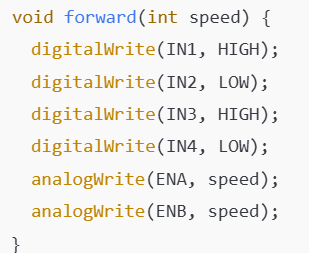 void forward(int speed) {
  digitalWrite(IN1, HIGH);
  digitalWrite(IN2, LOW);
  digitalWrite(IN3, HIGH);
  digitalWrite(IN4, LOW);
  analogWrite(ENA, speed);
  analogWrite(ENB, speed);
}